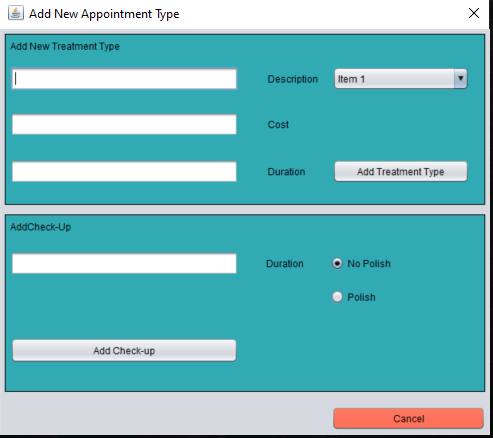 Add New Appointment Type
Add New Treatment Type
Description Item 1
Cost
Duration Add Treatment Type
AddCheck-Up
Duration No Polish
Polish
Add Check-up
Cancel